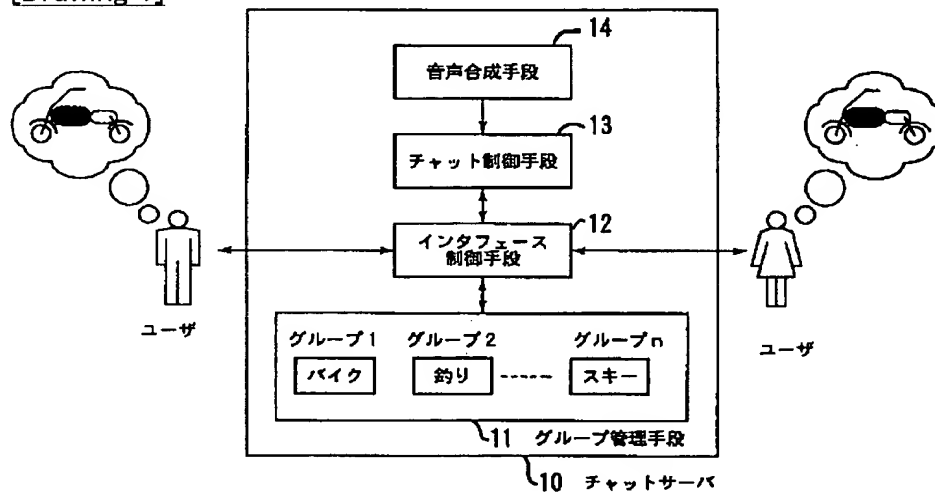 [Drawing 1]
14
音声合成手段
13
チャット制御手段
12
インタフェース
制御手段
ユーザ
ユーザ
グループ1 グループ2 グループn
バイク 釣り ----- スキー
11 グループ管理手段
10 チャットサーバ